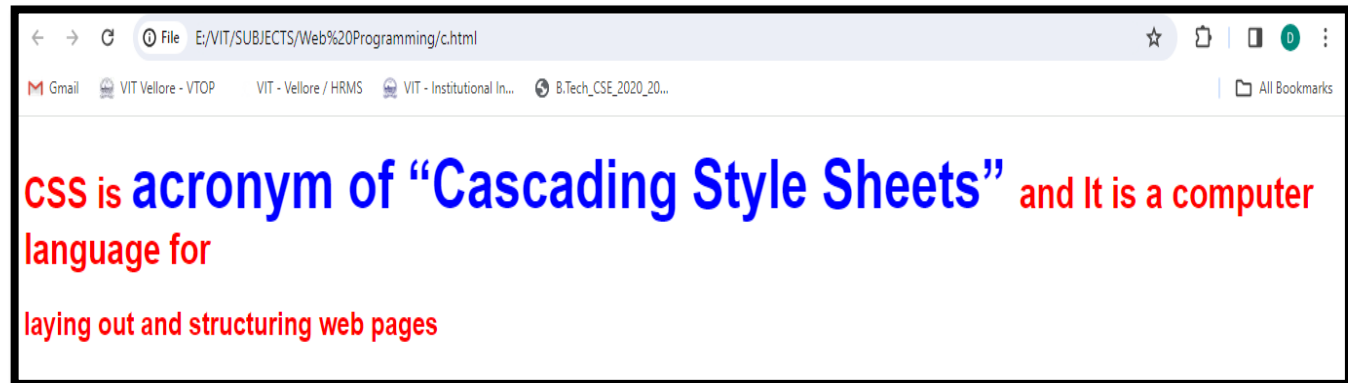 File E:/VIT/SUBJECTS/Web%20Programming/c.html D
Gmail VIT Vellore - VTOP VIT - Vellore / HRMS VIT - Institutional In... B.Tech_CSE_2020_20... All Bookmarks
CSS is acronym of “Cascading Style Sheets” and It is a computer
language for
laying out and structuring web pages